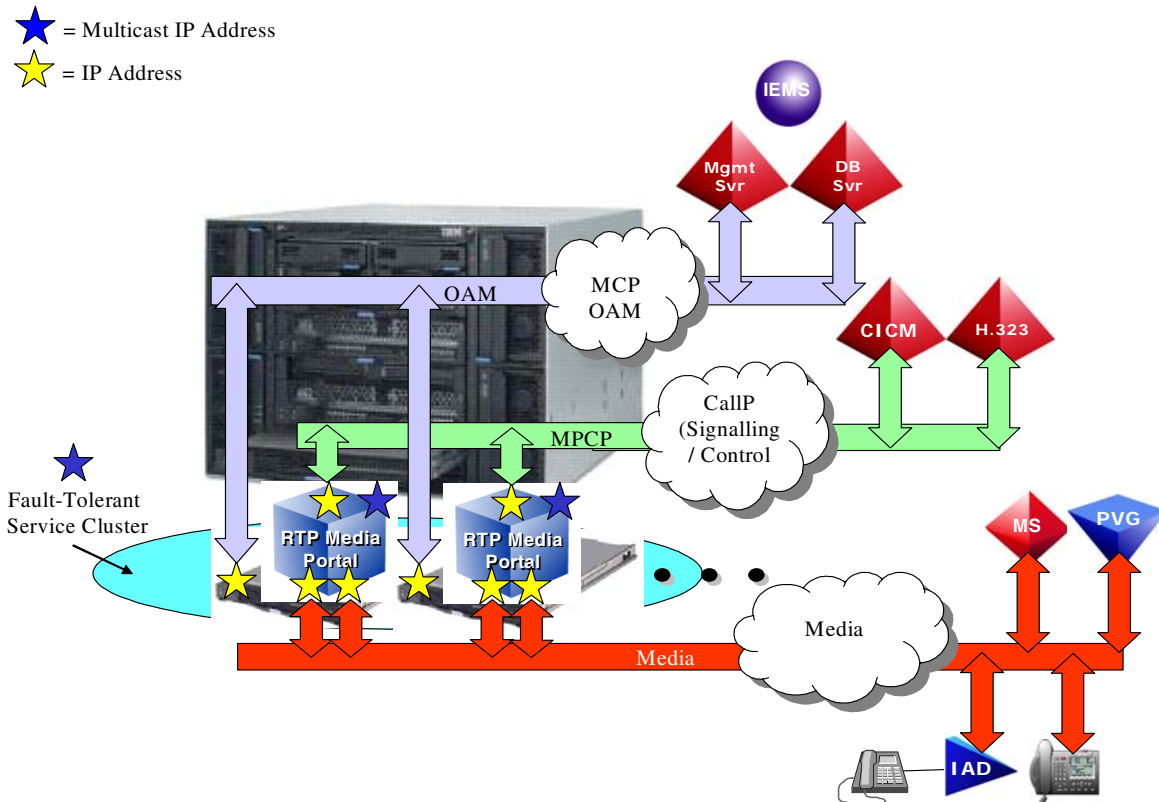 = Multicast IP Address
= IP Address
IEMS
Mgmt
Svr
DB
Svr
IBM
OAM
MCP
OAM
CICM
H.323
CallP
(Signalling
/ Control
MPCP
Fault-Tolerant
Service Cluster
RTP Media
Portal
RTP Media
Portal
MS
PVG
Media
Media
IAD